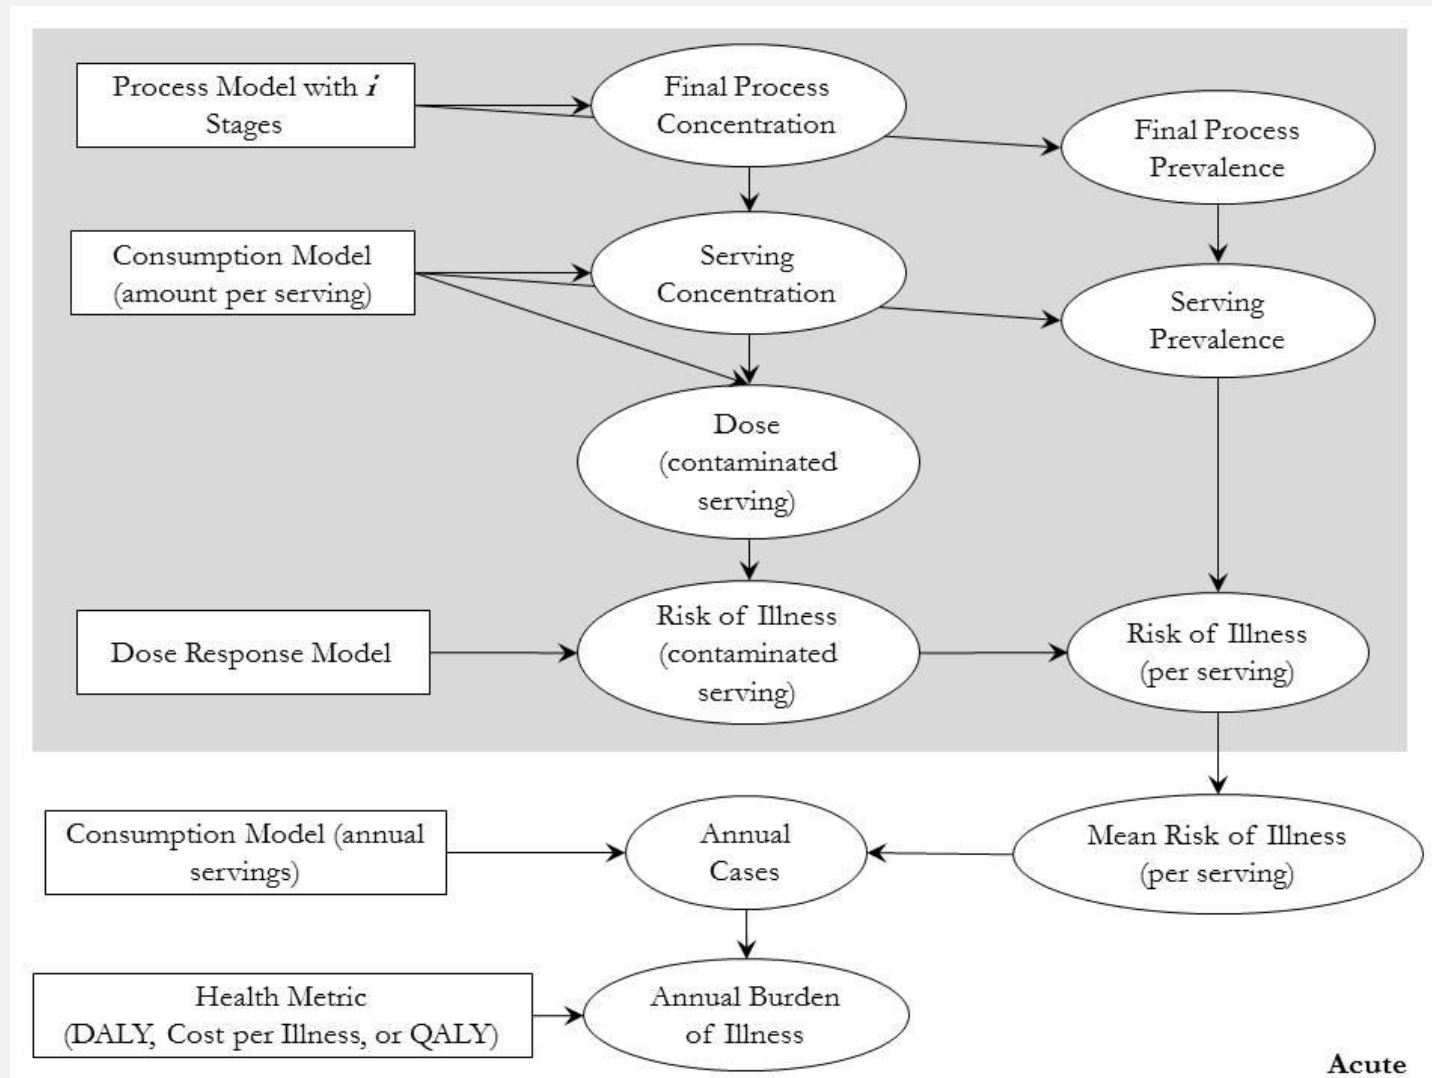 Process Model with i
Stages
Final Process
Concentration
Final Process
Prevalence
Consumption Model
(amount per serving)
Serving
Concentration
Serving
Prevalence
Dose
(contaminated
serving)
Dose Response Model
Risk of Illness
(contaminated
serving)
Risk of Illness
(per serving)
Consumption Model (annual
servings)
Annual
Cases
Mean Risk of Illness
(per serving)
Health Metric
(DALY, Cost per Illness, or QALY)
Annual Burden
of Illness
Acute